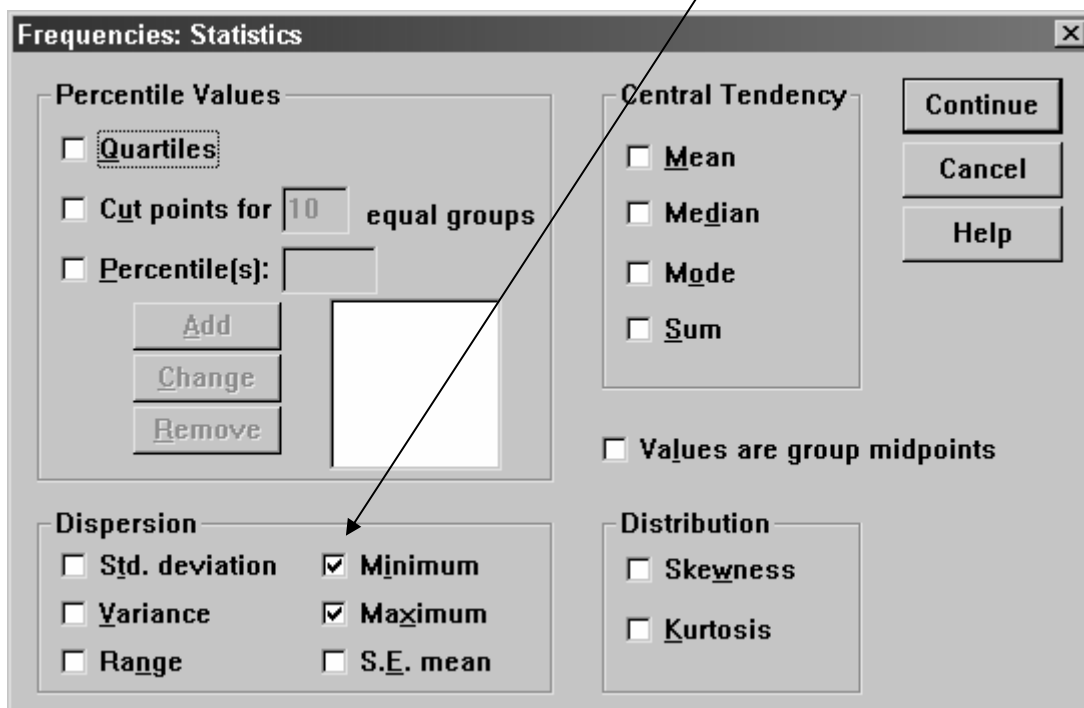 Frequencies: Statistics
Percentile Values
Quartiles
Cut points for 10 equal groups
Percentile(s):
Add
Change
Remove
Central Tendency
Mean
Median
Mode
Sum
Continue
Cancel
Help
Values are group midpoints
Dispersion
Std. deviation
Variance
Range
Minimum
Maximum
S.E. mean
Distribution
Skewness
Kurtosis